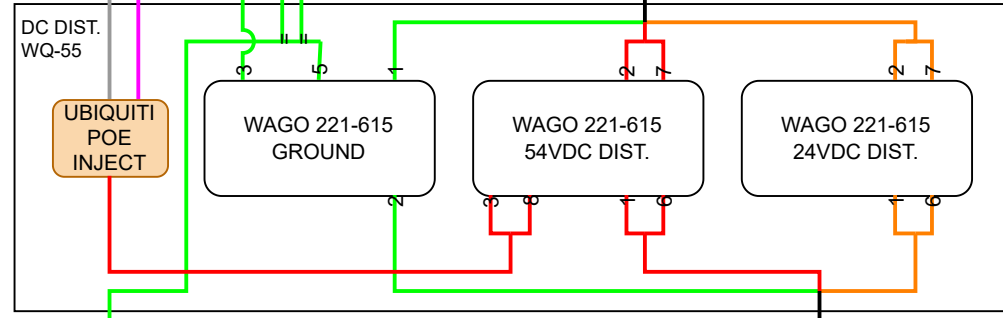 DC DIST.
WQ-55
UBIQUITI
POE
INJECT
3
5
1
WAGO 221-615
GROUND
2
2
7
WAGO 221-615
54VDC DIST.
3
8
1
6
2
7
WAGO 221-615
24VDC DIST.
1
6